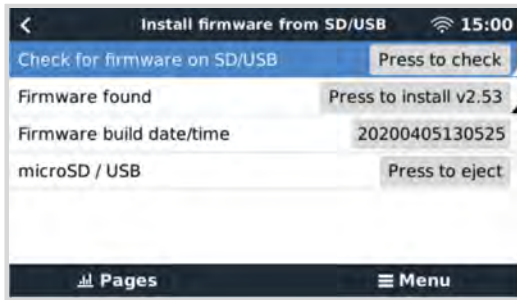 Install firmware from SD/USB 15:00
Check for firmware on SD/USB Press to check
Firmware found Press to install v2.53
Firmware build date/time 20200405130525
microSD / USB Press to eject
Pages Menu